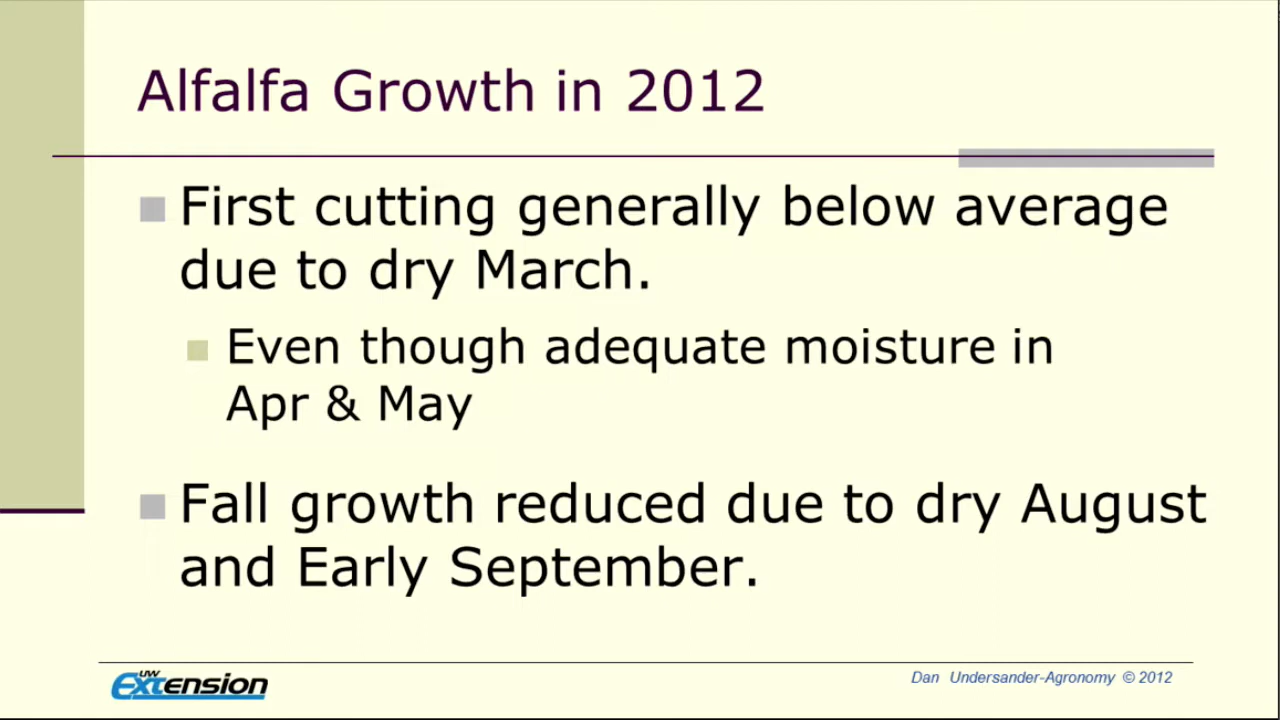 Alfalfa Growth in 2012
First cutting generally below average
due to dry March.
Even though adequate moisture in
Apr & May
Fall growth reduced due to dry August
and Early September.
UW
Extension
Dan Undersander-Agronomy © 2012